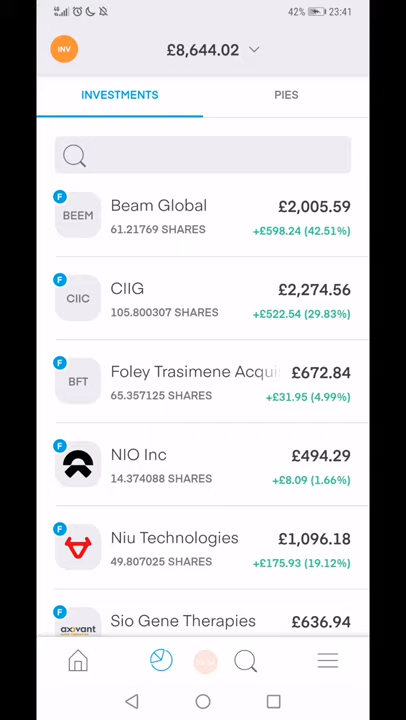 42% 23:41
INV
£8,644.02
INVESTMENTS PIES
F
BEEM
Beam Global £2,005.59
61.21769 SHARES +£598.24 (42.51%)
F
CIIC
CIIG £2,274.56
105.800307 SHARES +£522.54 (29.83%)
F
BFT
Foley Trasimene Acqui £672.84
65.357125 SHARES +£31.95 (4.99%)
F
NIO Inc £494.29
14.374088 SHARES +£8.09 (1.66%)
F
Niu Technologies £1,096.18
49.807025 SHARES +£175.93 (19.12%)
F
axovant
Sio Gene Therapies £636.94